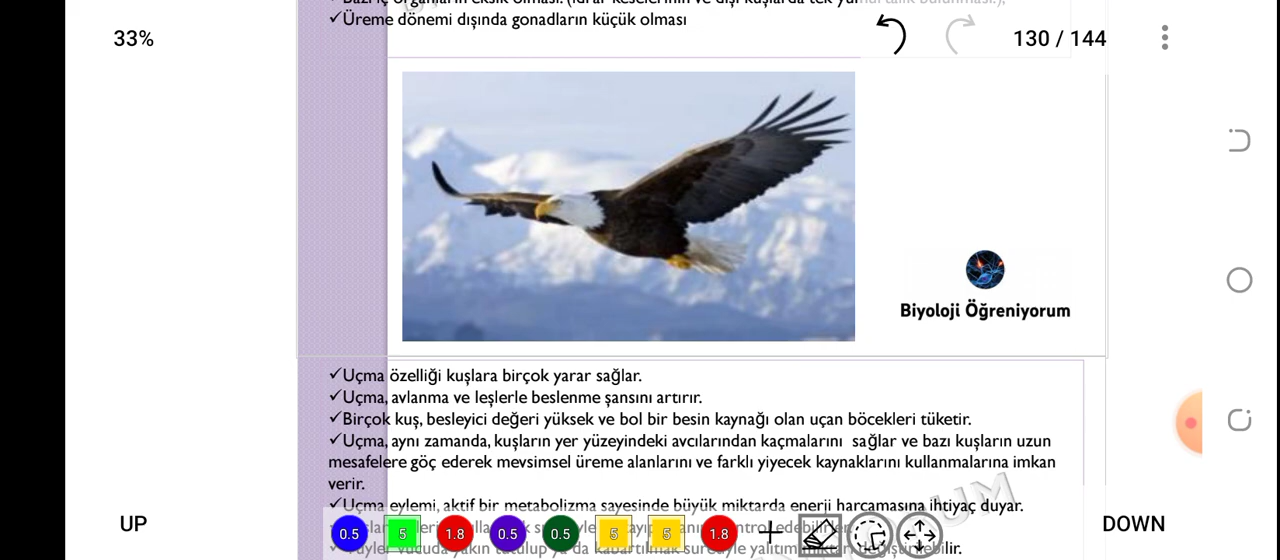 ✓Üreme dönemi dışında gonadların küçük olması
33%
130 / 144
Biyoloji Öğreniyorum
✓Uçma özelliği kuşlara birçok yarar sağlar.
✓Uçma, avlanma ve leşlerle beslenme şansını artırır.
✓Birçok kuş, besleyici değeri yüksek ve bol bir besin kaynağı olan uçan böcekleri tüketir.
✓Uçma, aynı zamanda, kuşların yer yüzeyindeki avcılarından kaçmalarını sağlar ve bazı kuşların uzun
mesafelere göç ederek mevsimsel üreme alanlarını ve farklı yiyecek kaynaklarını kullanmalarına imkan
verir.
✓Uçma eylemi, aktif bir metabolizma sayesinde büyük miktarda enerji harcamasına ihtiyaç duyar.
UP
0.5 5 1.8 0.5 0.5 5 5 1.8
DOWN